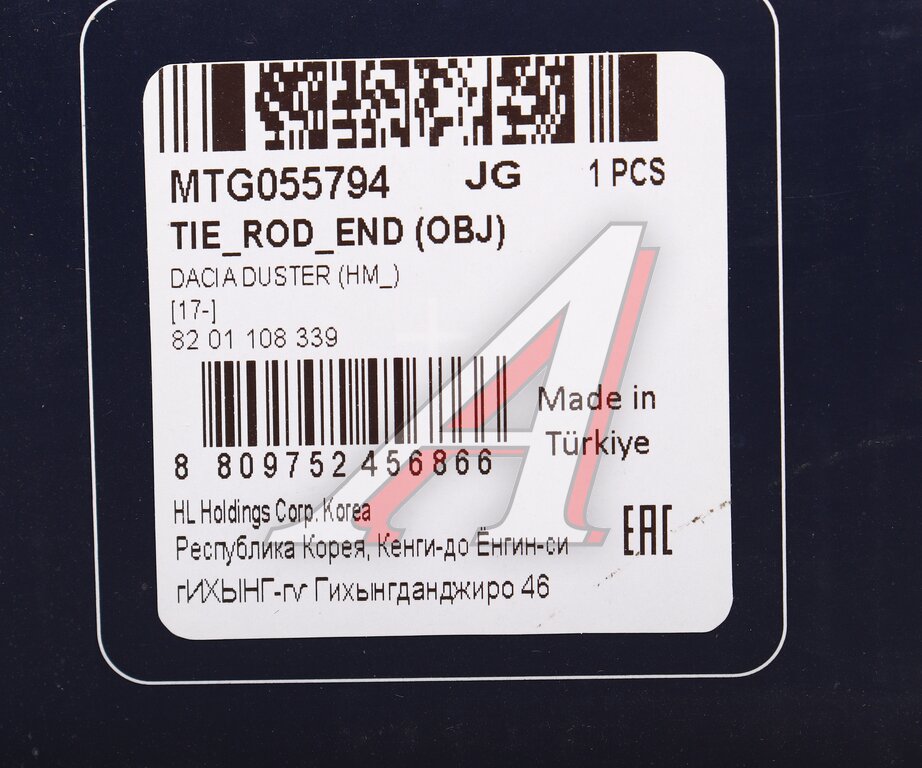 MTG055794 JG 1 PCS
TIE_ROD_END (OBJ)
DACIA DUSTER (HM_)
[17-]
82 01 108 339
8 809752 456866
Made in
Türkiye
HL Holdings Corp. Korea
Республика Корея, Кенги-до Ёнгин-си
гИХЫНГ-гу Гихынгданджиро 46
EAC